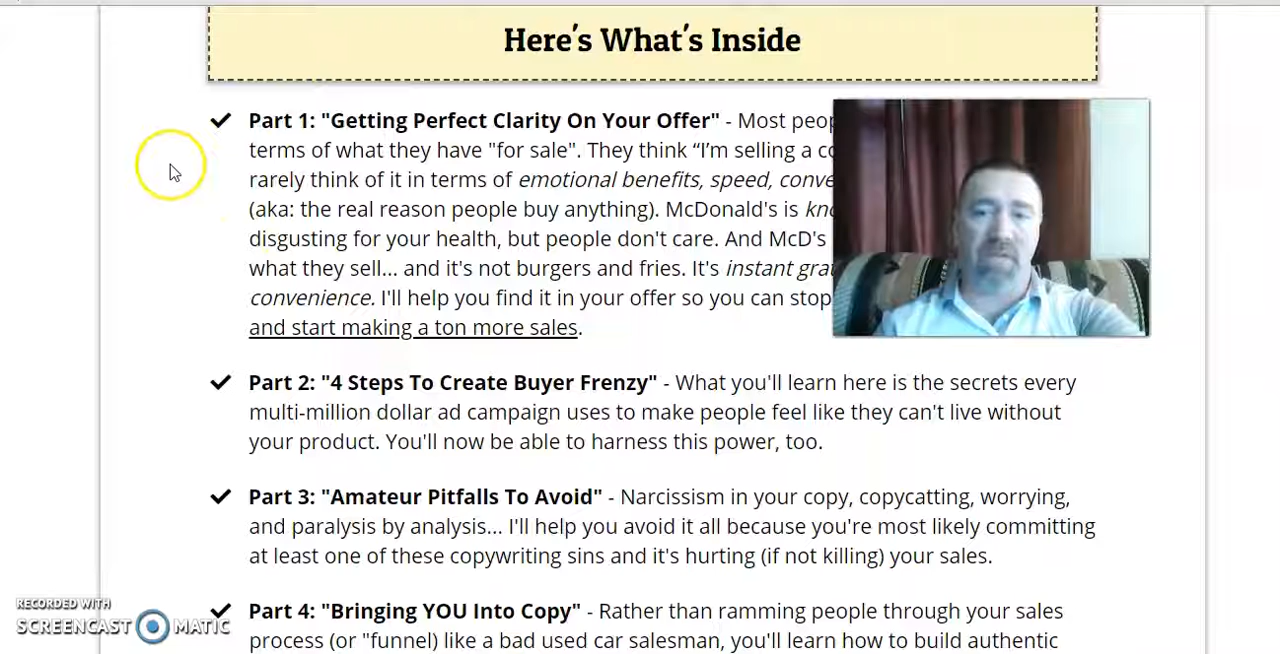 Here's What's Inside
Part 1: "Getting Perfect Clarity On Your Offer" - Most
terms of what they have "for sale". They think “I'm selling a
rarely think of it in terms of emotional benefits, speed,
(aka: the real reason people buy anything). McDonald's is
disgusting for your health, but people don't care. And McD's
what they sell... and it's not burgers and fries. It's instant
convenience. I'll help you find it in your offer so you can stop
and start making a ton more sales.
Part 2: "4 Steps To Create Buyer Frenzy" - What you'll learn here is the secrets every
multi-million dollar ad campaign uses to make people feel like they can't live without
your product. You'll now be able to harness this power, too.
Part 3: "Amateur Pitfalls To Avoid" - Narcissism in your copy, copycatting, worrying,
and paralysis by analysis... I'll help you avoid it all because you're most likely committing
at least one of these copywriting sins and it's hurting (if not killing) your sales.
Part 4: "Bringing YOU Into Copy" - Rather than ramming people through your sales
process (or "funnel) like a bad used car salesman, you'll learn how to build authentic
RECORDED WITH
SCREENCAST MATIC